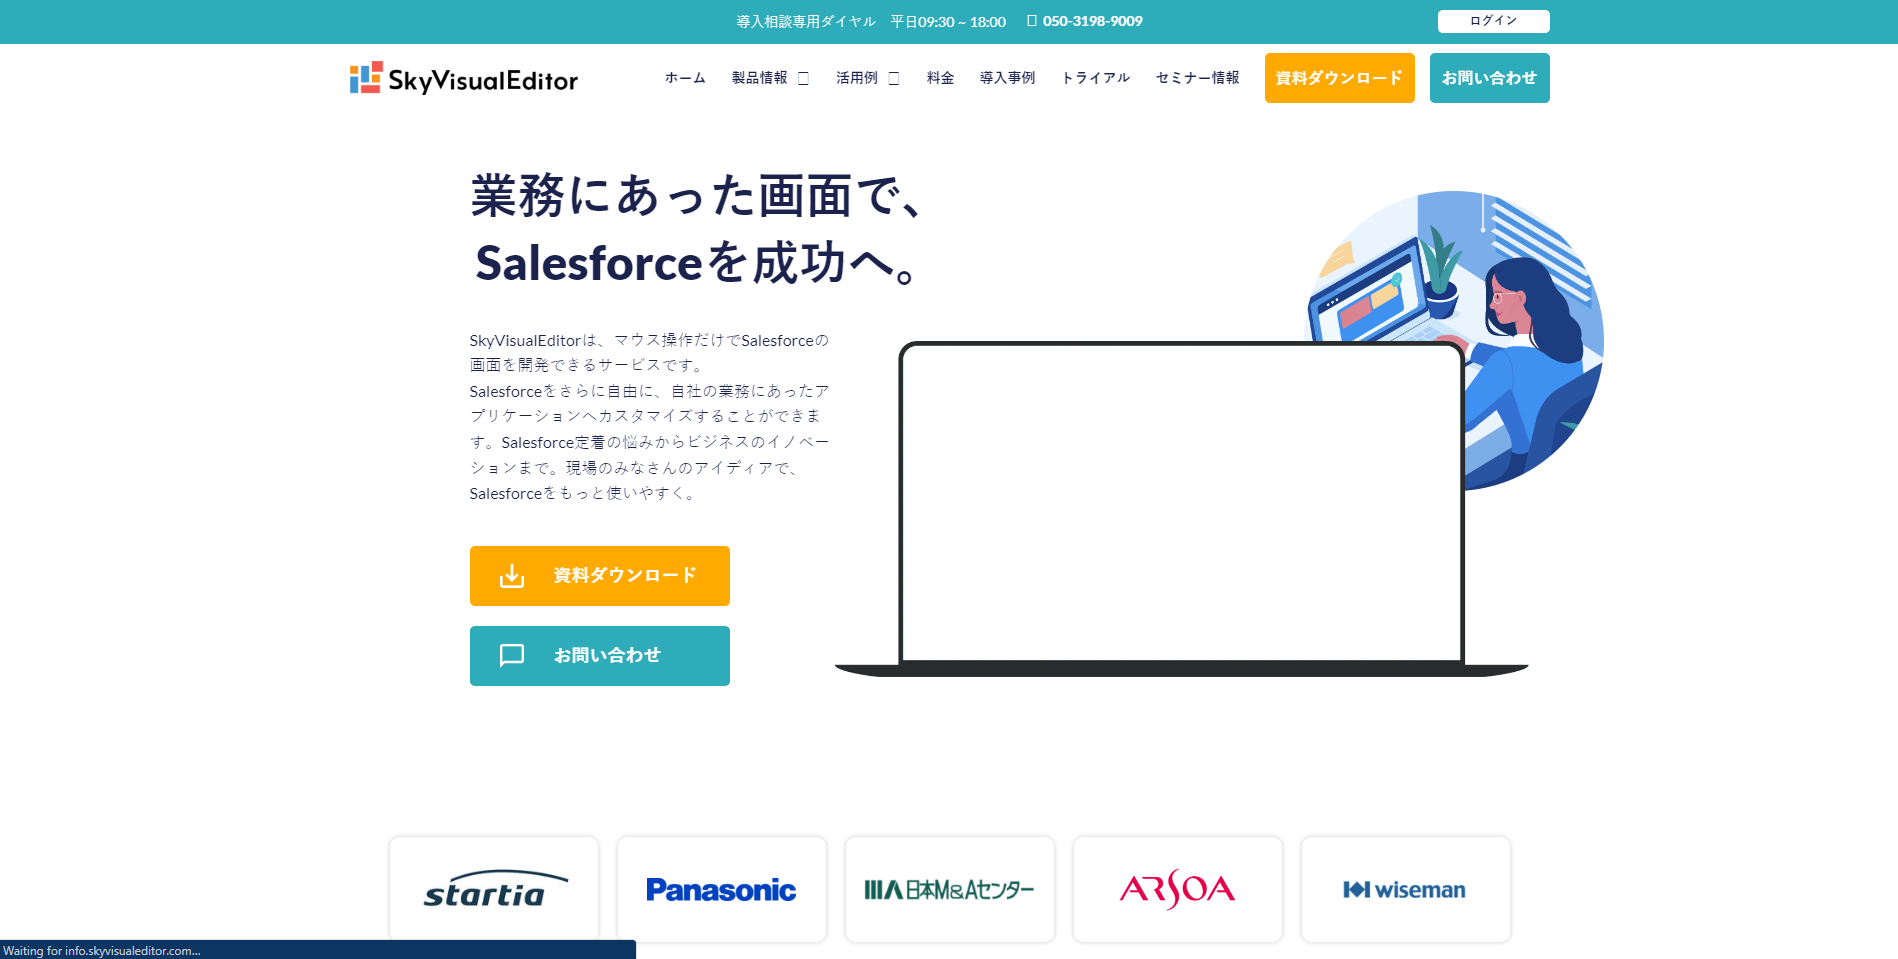 導入相談専用ダイヤル　平日09:30 ~ 18:00 050-3198-9009
ログイン
SkyVisualEditor
ホーム 製品情報 活用例 料金 導入事例 トライアル セミナー情報 資料ダウンロード お問い合わせ
業務にあった画面で、
Salesforceを成功へ。
SkyVisualEditorは、マウス操作だけでSalesforceの
画面を開発できるサービスです。
Salesforceをさらに自由に、自社の業務にあったア
プリケーションへカスタマイズすることができま
す。Salesforce定着の悩みからビジネスのイノベー
ションまで。現場のみなさんのアイディアで、
Salesforceをもっと使いやすく。
資料ダウンロード
お問い合わせ
startia
Panasonic
日本M&Aセンター
ARSOA
wiseman
Waiting for info.skyvisualeditor.com...